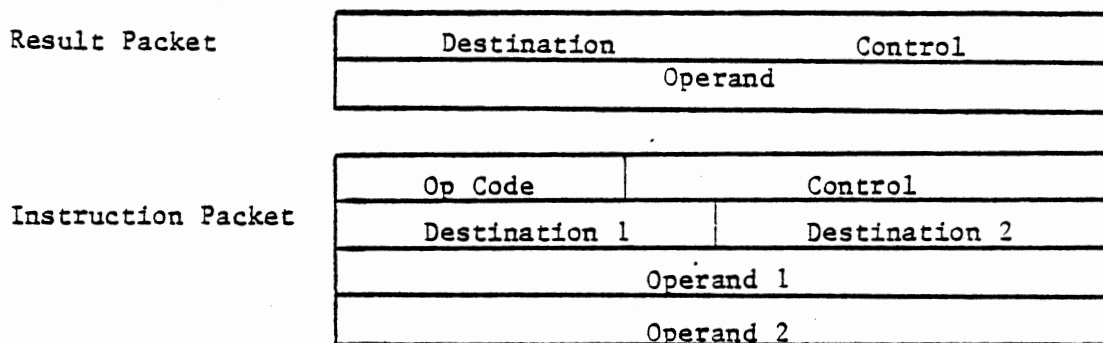 Result Packet
Destination Control
Operand
Instruction Packet
Op Code Control
Destination 1 Destination 2
Operand 1
Operand 2